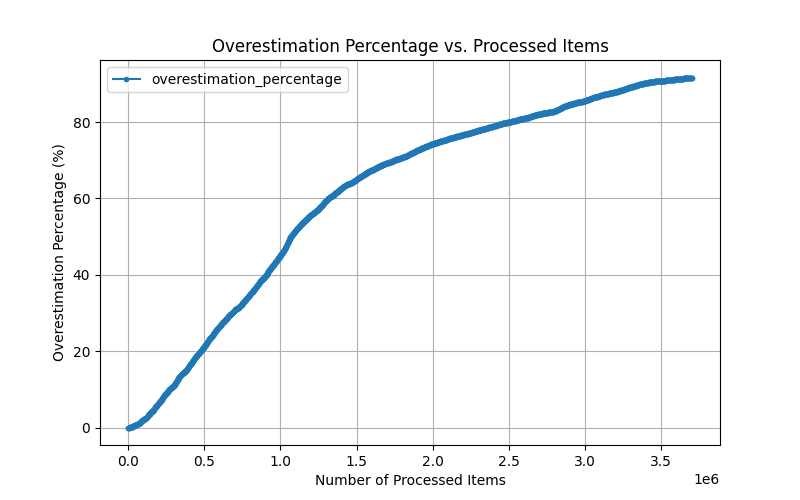 Overestimation Percentage vs. Processed Items
overestimation_percentage
Overestimation Percentage (%)
80
60
40
20
0
0.0 0.5 1.0 1.5 2.0 2.5 3.0 3.5
1e6
Number of Processed Items